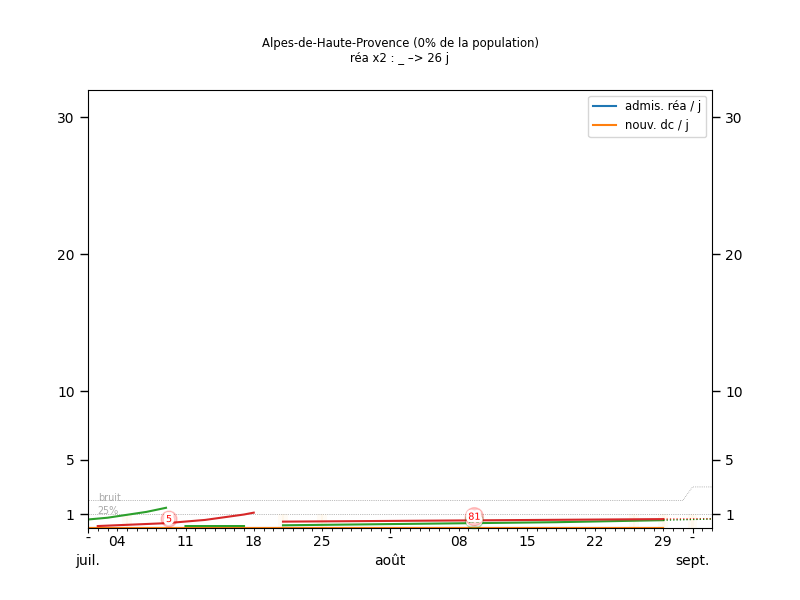 Alpes-de-Haute-Provence (0% de la population)
réa x2 : _ –> 26 j
admis. réa / j
nouv. dc / j
30
30
20
20
10
10
5
5
bruit
25%
1
5
81
1
- 04 11 18 25 - 08 15 22 29 -
juil. août sept.